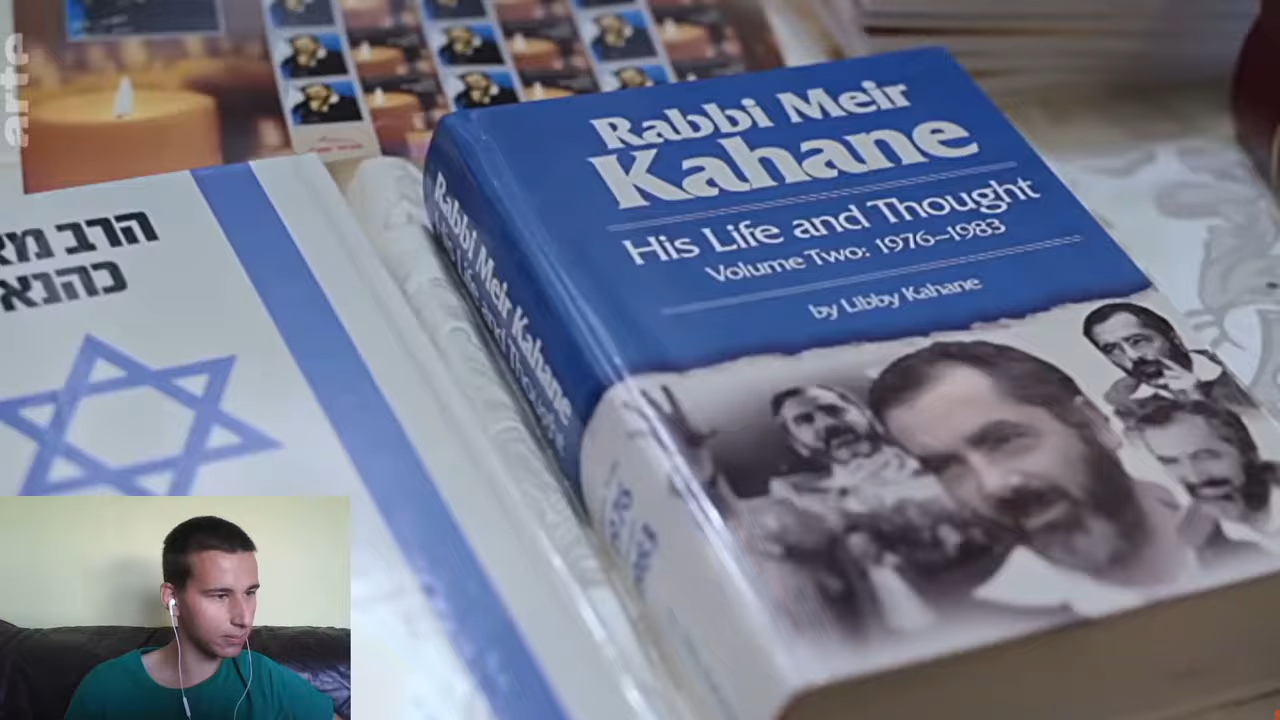 arte
הרב מא
כהנא
Rabbi Meir
Kahane
His Life and Thought
Volume Two: 1976–1983
by Libby Kahane
Rabbi Meir Kahane
His Life and Thought